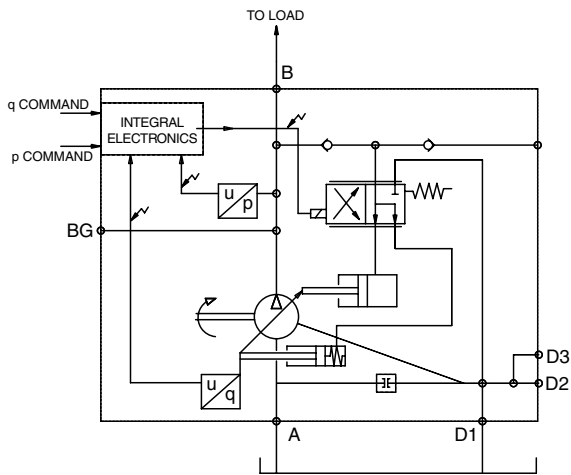 TO LOAD
B
q COMMAND
INTEGRAL
ELECTRONICS
p COMMAND
u
p
BG
D3
u
q
D2
A
D1